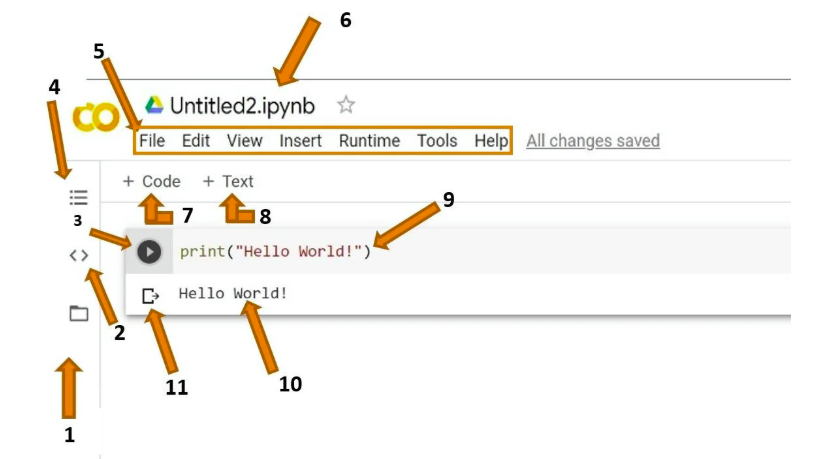 6
5
4
Untitled2.ipynb
File Edit View Insert Runtime Tools Help All changes saved
+ Code + Text
7 8 9
3
print("Hello World!")
Hello World!
2
11 10
1